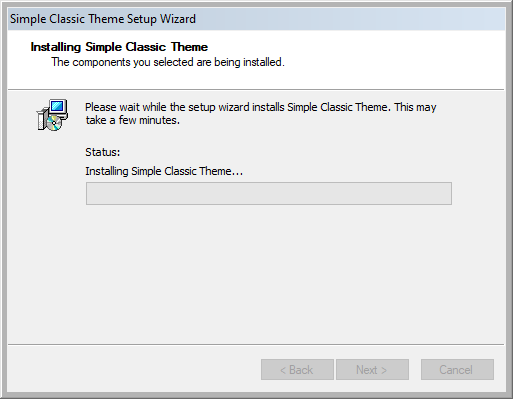 Simple Classic Theme Setup Wizard
Installing Simple Classic Theme
The components you selected are being installed.
Please wait while the setup wizard installs Simple Classic Theme. This may
take a few minutes.
Status:
Installing Simple Classic Theme...
< Back
Next >
Cancel